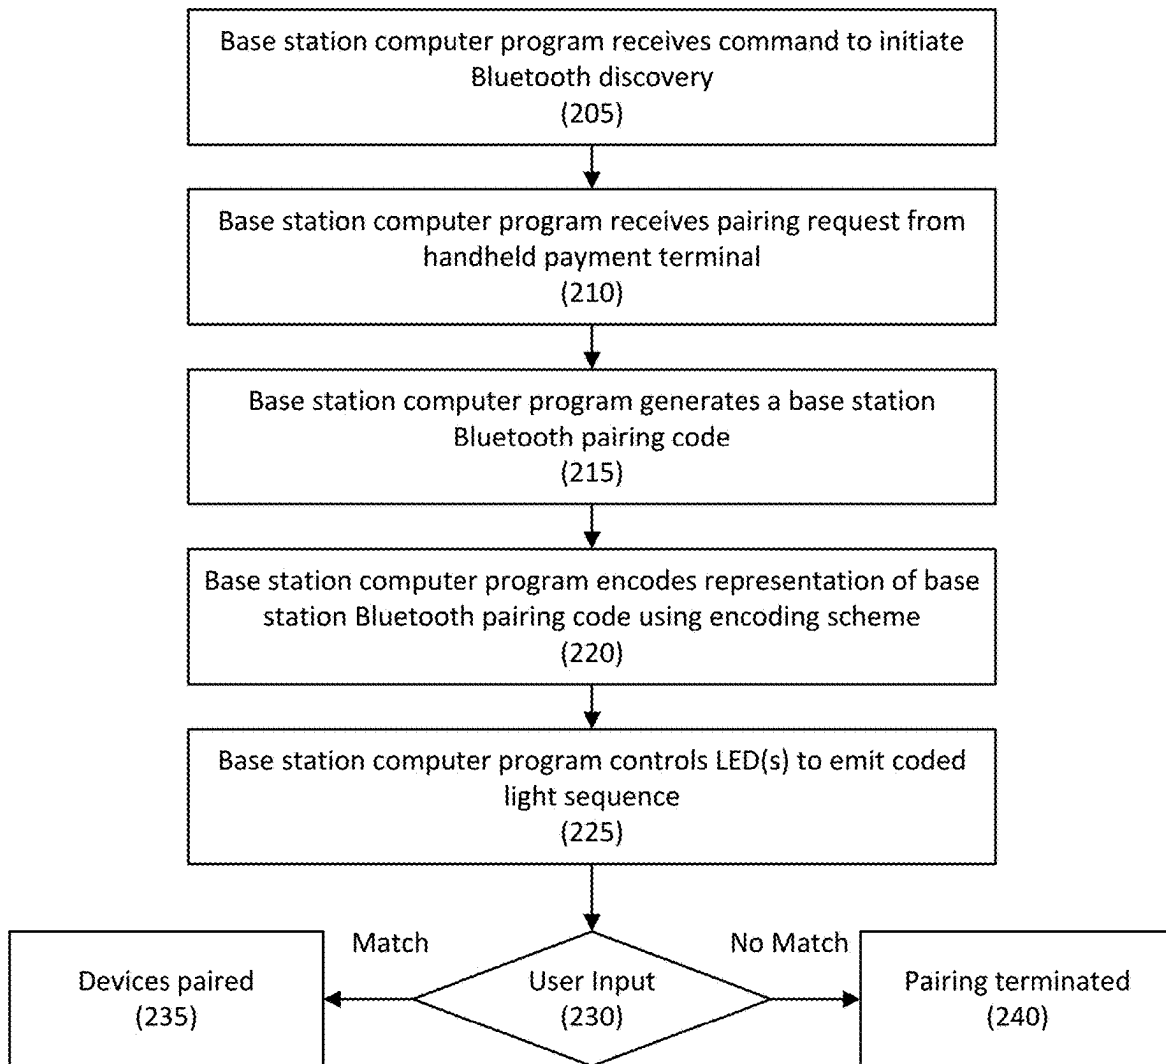 Base station computer program receives command to initiate
Bluetooth discovery
(205)
Base station computer program receives pairing request from
handheld payment terminal
(210)
Base station computer program generates a base station
Bluetooth pairing code
(215)
Base station computer program encodes representation of base
station Bluetooth pairing code using encoding scheme
(220)
Base station computer program controls LED(s) to emit coded
light sequence
(225)
Match
No Match
Devices paired
(235)
User Input
(230)
Pairing terminated
(240)